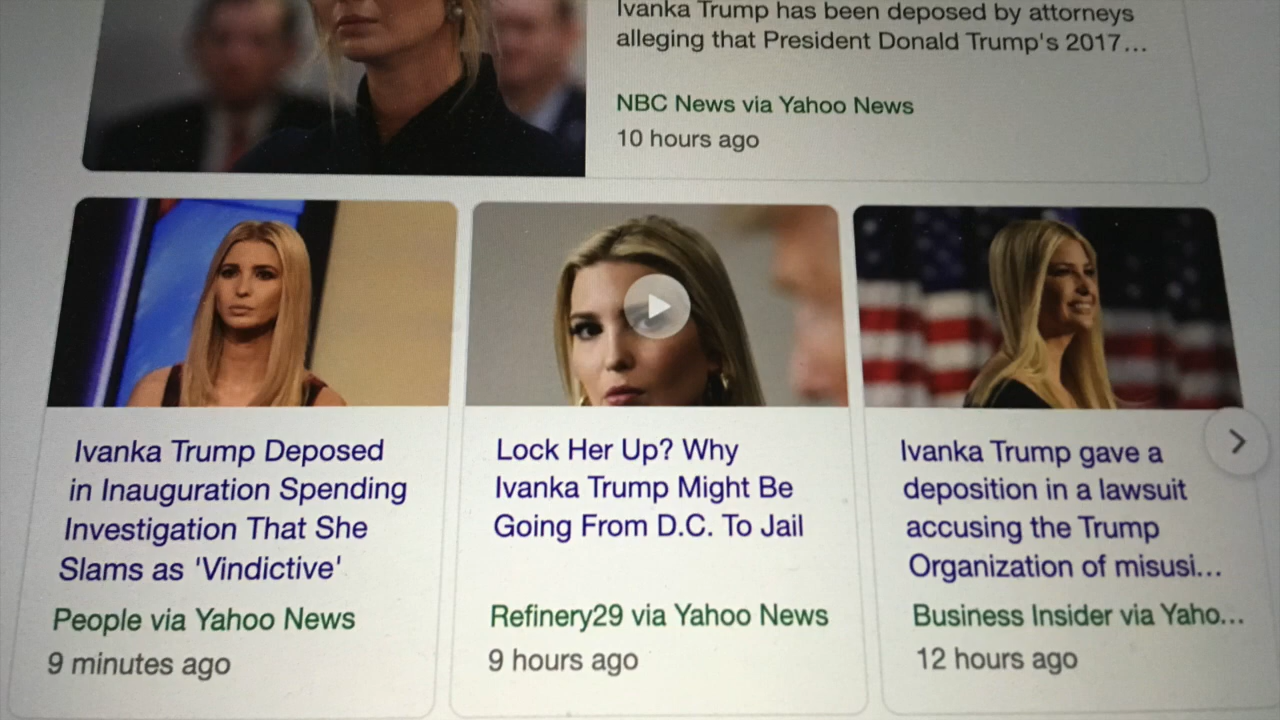 Ivanka Trump has been deposed by attorneys
alleging that President Donald Trump's 2017...
NBC News via Yahoo News
10 hours ago
Ivanka Trump Deposed
in Inauguration Spending
Investigation That She
Slams as 'Vindictive'
People via Yahoo News
9 minutes ago
Lock Her Up? Why
Ivanka Trump Might Be
Going From D.C. To Jail
Refinery29 via Yahoo News
9 hours ago
Ivanka Trump gave a
deposition in a lawsuit
accusing the Trump
Organization of misusi...
Business Insider via Yaho...
12 hours ago